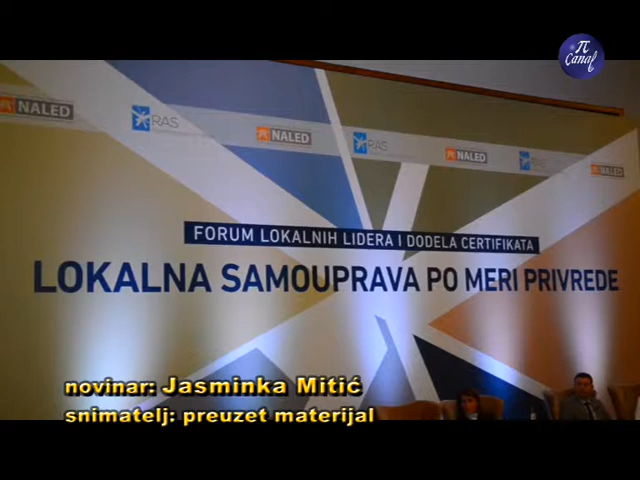 π
Canal
NALED
RAS
NALED
RAS
NALED
RAS
NALED
FORUM LOKALNIH LIDERA I DODELA CERTIFIKATA
LOKALNA SAMOUPRAVA PO MERI PRIVREDE
novinar: Jasminka Mitić
snimatelj: preuzet materijal